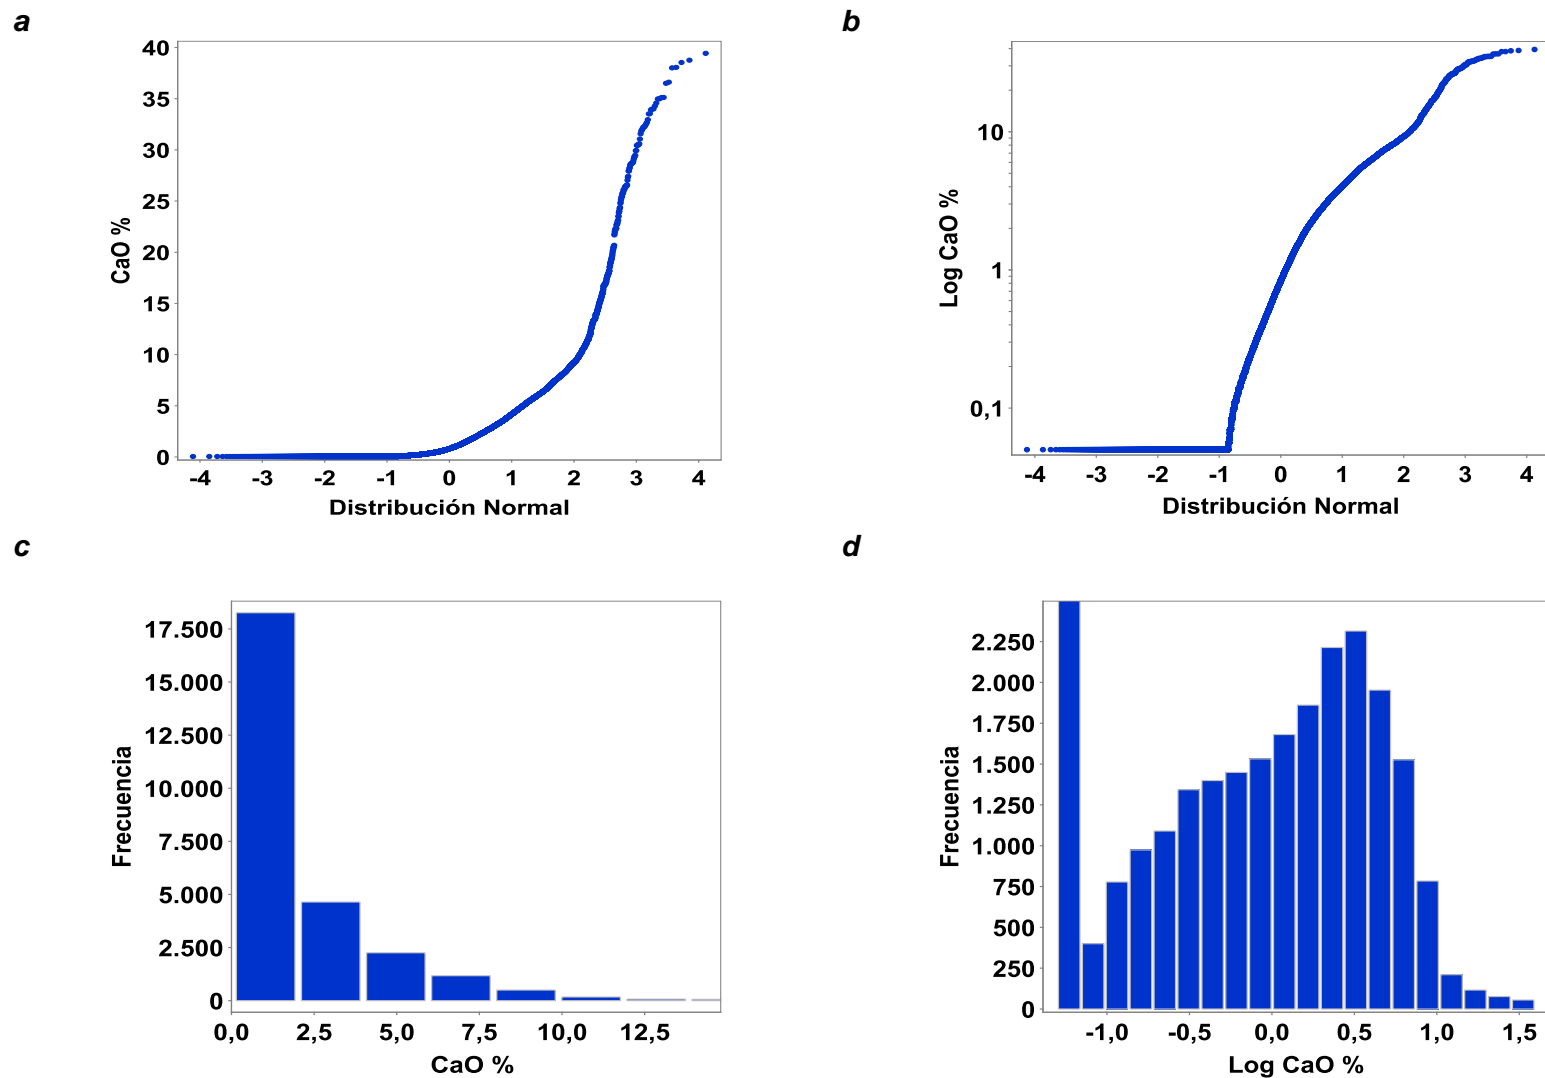 a
40
35
30
25
20
15
10
5
0
CaO %
-4 -3 -2 -1 0 1 2 3 4
Distribución Normal
b
10
1
0,1
Log CaO %
-4 -3 -2 -1 0 1 2 3 4
Distribución Normal
c
17.500
15.000
12.500
10.000
7.500
5.000
2.500
0
Frecuencia
0,0 2,5 5,0 7,5 10,0 12,5
CaO %
d
2.250
2.000
1.750
1.500
1.250
1.000
750
500
250
0
Frecuencia
-1,0 -0,5 0,0 0,5 1,0 1,5
Log CaO %